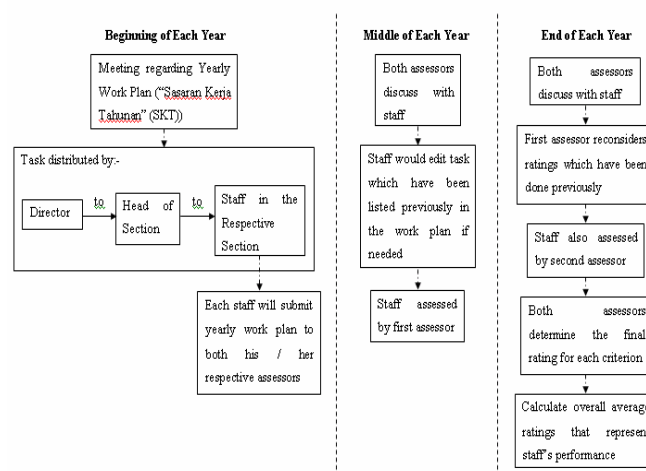 Beginning of Each Year
Meeting regarding Yearly
Work Plan ("Sasaran Kerja
Tahunan" (SKT))
Task distributed by:-
Director
to
Head of
Section
to
Staff in the
Respective
Section
Each staff will submit
yearly work plan to
both his / her
respective assessors
Middle of Each Year
Both assessors
discuss with
staff
Staff would edit task
which have been
listed previously in
the work plan if
needed
Staff assessed
by first assessor
End of Each Year
Both assessors
discuss with staff
First assessor reconsiders
ratings which have been
done previously
Staff also assessed
by second assessor
Both assessors
determine the final
rating for each criterion
Calculate overall average
ratings that represent
staff's performance